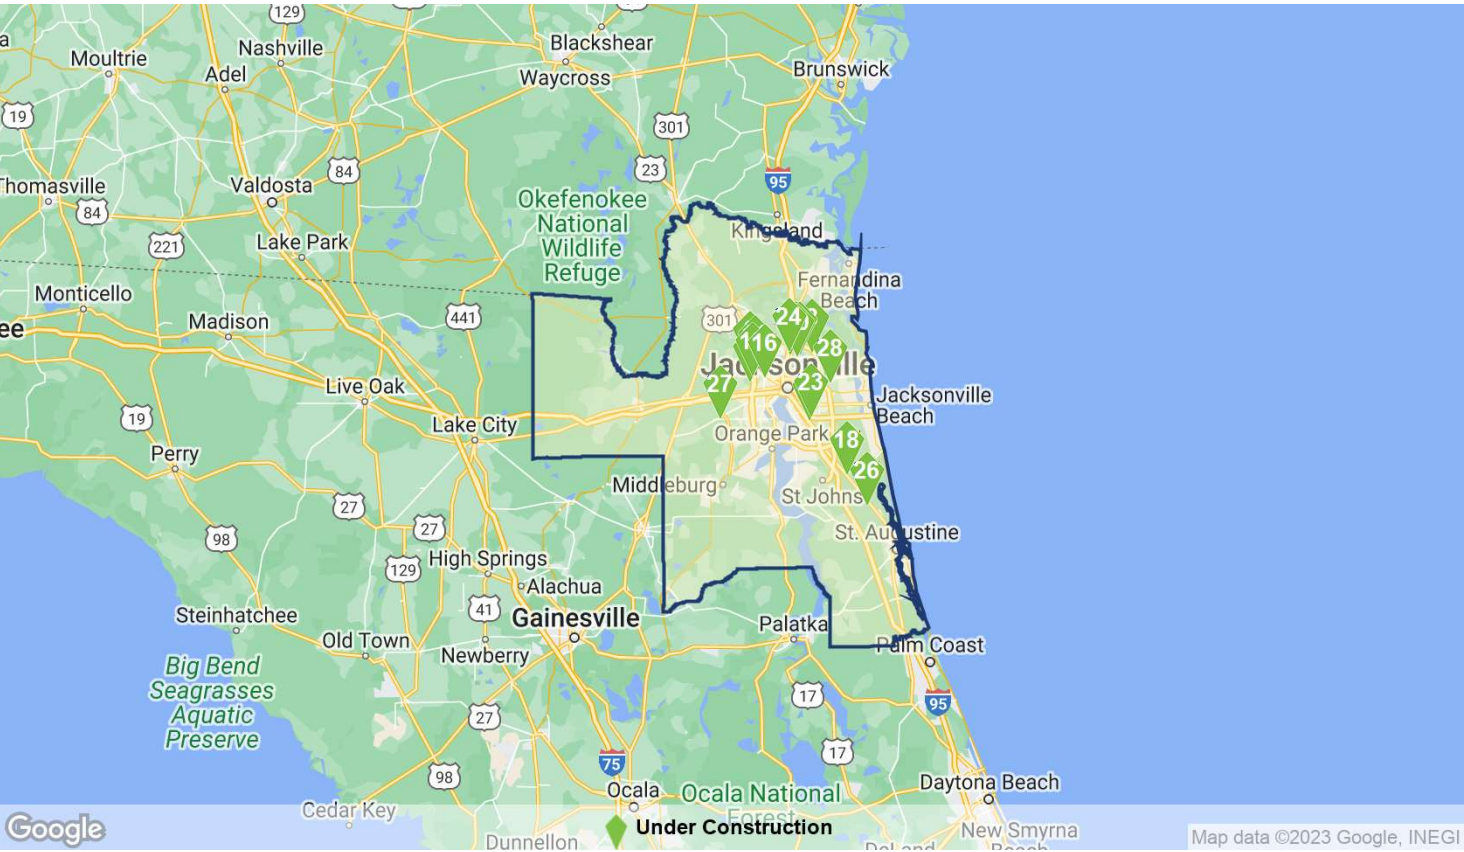 129
a
Moultrie
Nashville
Blackshear
Adel
Waycross
Brunswick
19
301
84
23
95
Thomasville
Valdosta
84
Okefenokee
National
Wildlife
Refuge
221
Lake Park
Kingsland
Monticello
Fernandina
Beach
441
301
24
Madison
ee
116
28
Jacksonville
27
23
Live Oak
Jacksonville
Beach
19
Lake City
Orange Park
18
Perry
26
Middleburg
St Johns
27
27
St. Augustine
98
High Springs
129
Alachua
41
Steinhatchee
Gainesville
Palatka
Old Town
Newberry
Palm Coast
Big Bend
Seagrasses
Aquatic
Preserve
17
95
27
17
75
98
Daytona Beach
Ocala
Ocala National
Forest
Cedar Key
Google
Under Construction
New Smyrna
Beach
Dunnellon
DeLand
Map data ©2023 Google, INEGI